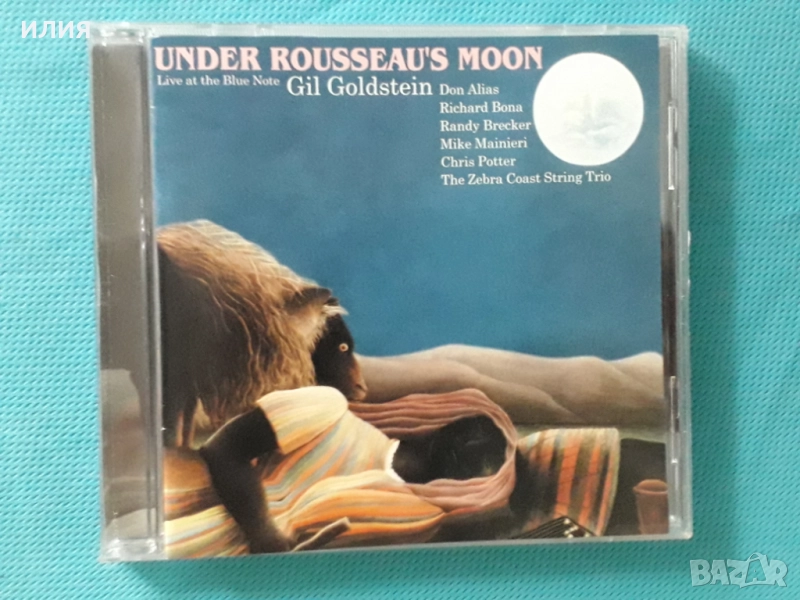 илия
UNDER ROUSSEAU'S MOON
Live at the Blue Note Gil Goldstein Don Alias
Richard Bona
Randy Brecker
Mike Mainieri
Chris Potter
The Zebra Coast String Trio
BAZAR